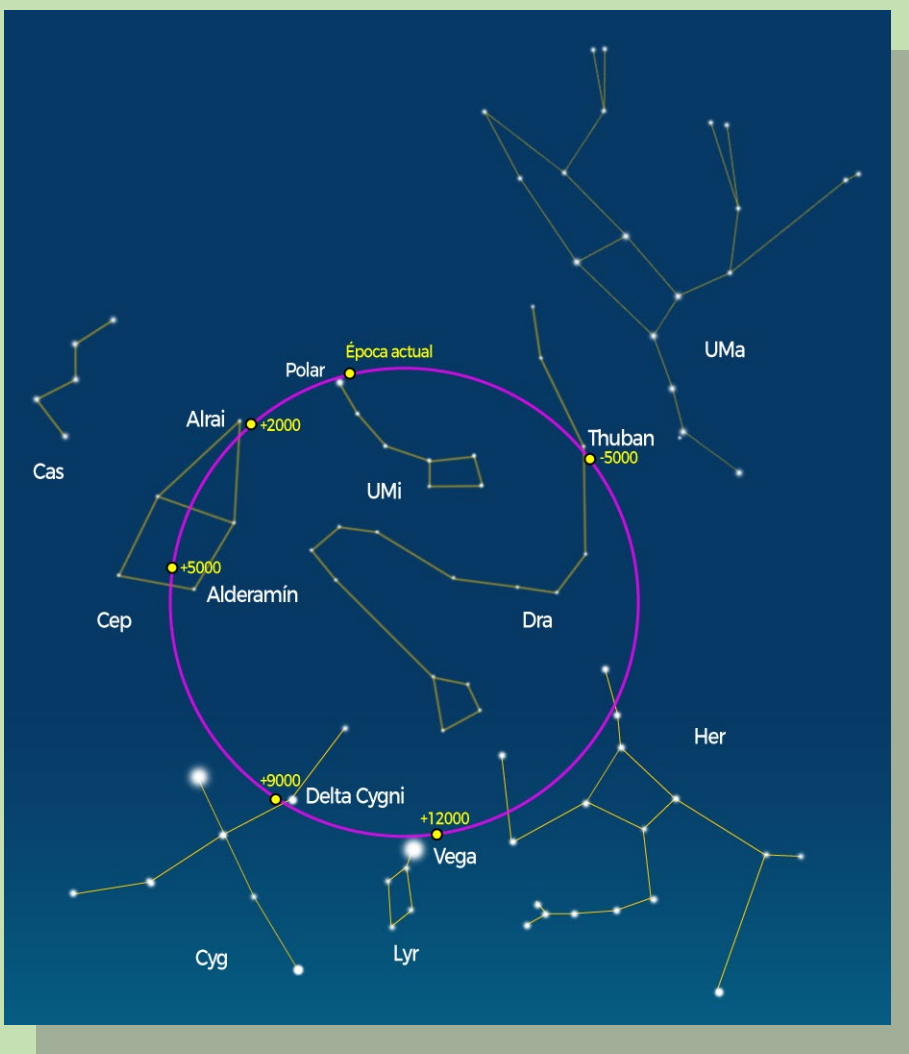 UMa
Época actual
Polar
Alrai
+2000
Thuban
-5000
Cas
UMi
+5000
Alderamín
Cep
Dra
Her
+9000
Delta Cygni
+12000
Vega
Cyg
Lyr